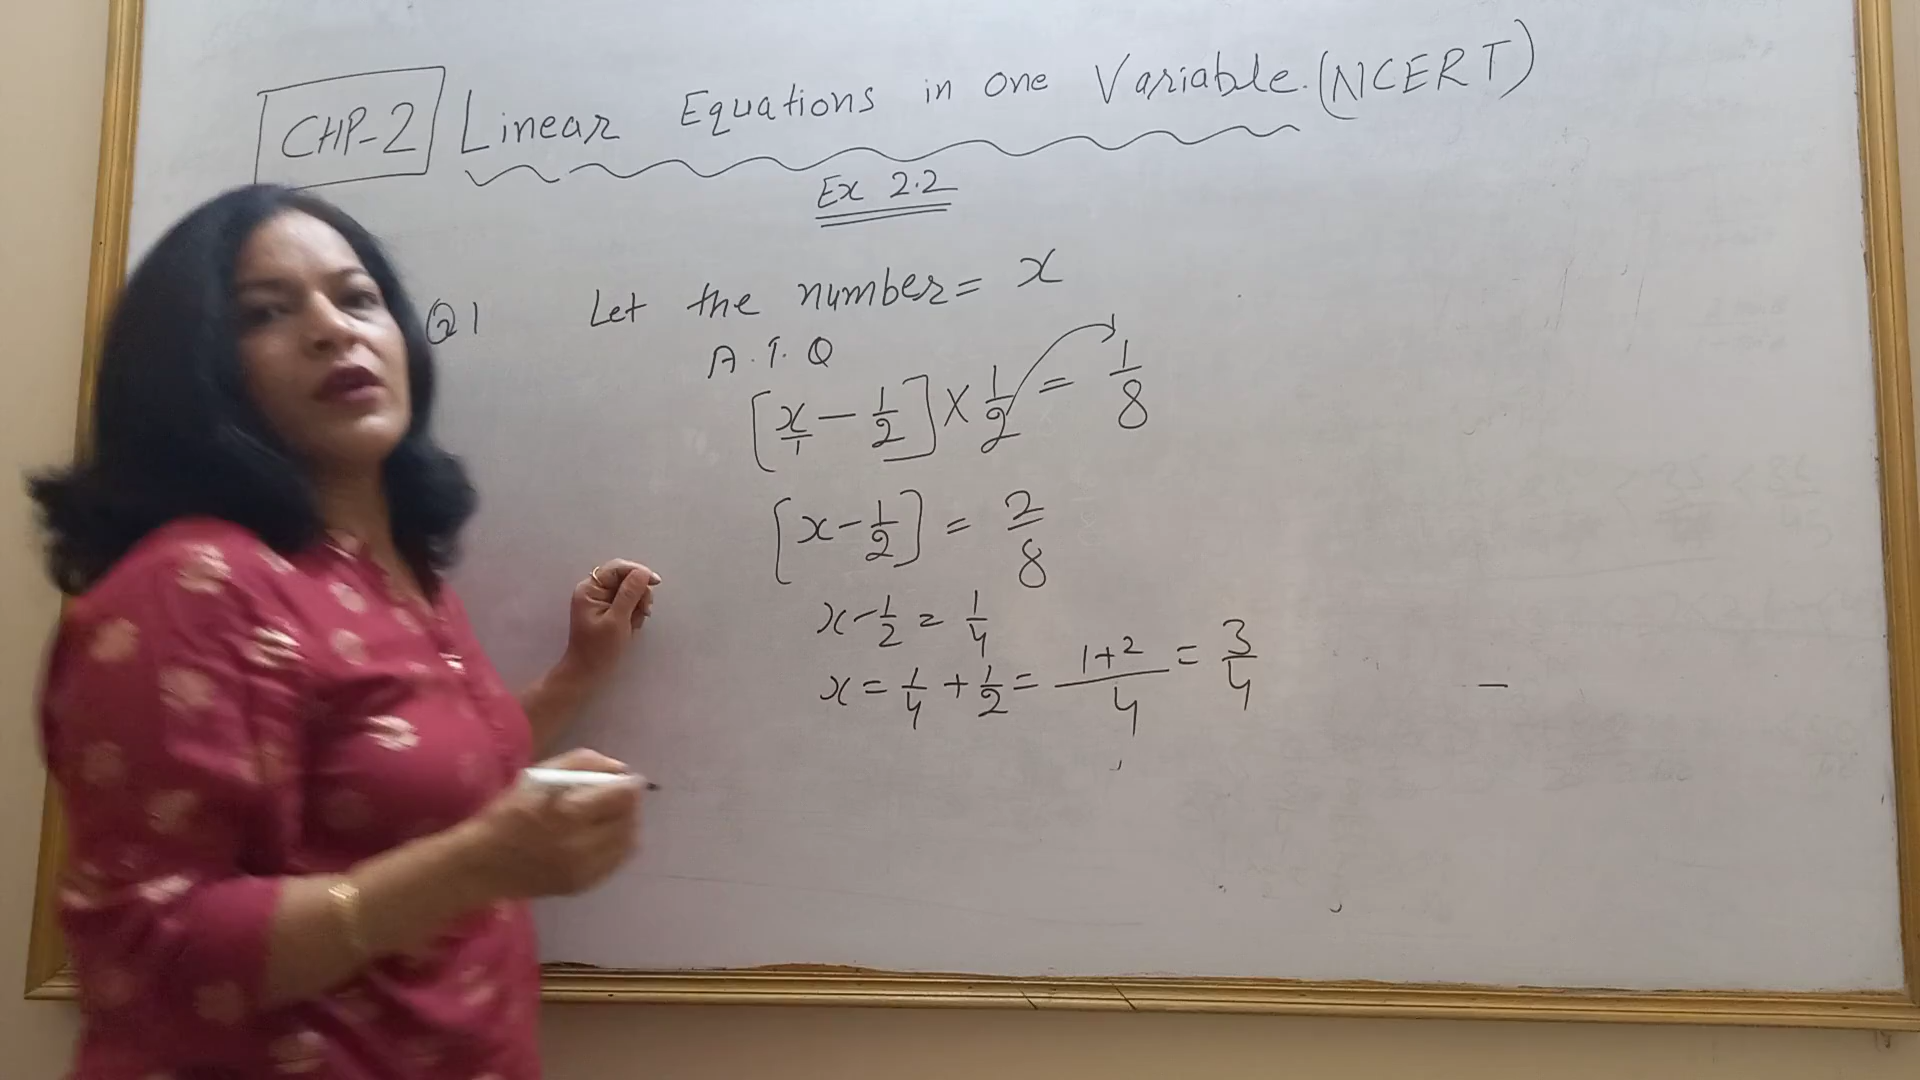 CHP-2 Linear Equations in one Variable. (NCERT)
Ex 2.2
Q1 Let the number = x
A.T.Q
[x/1 - 1/2] × 1/2 = 1/8
[x - 1/2] = 2/8
x - 1/2 = 1/4
x = 1/4 + 1/2 = 1+2/4 = 3/4